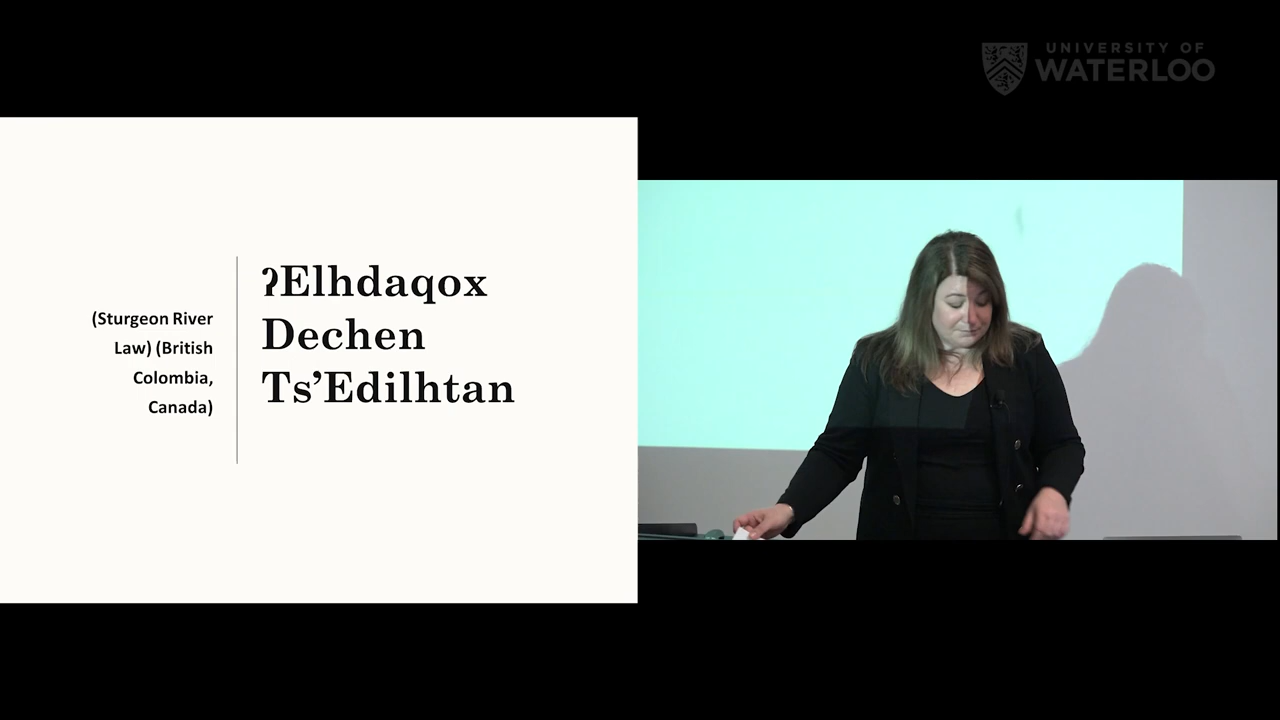 UNIVERSITY OF
WATERLOO
(Sturgeon River
Law) (British
Colombia,
Canada)
ʔElhdaqox
Dechen
Ts’Edilhtan